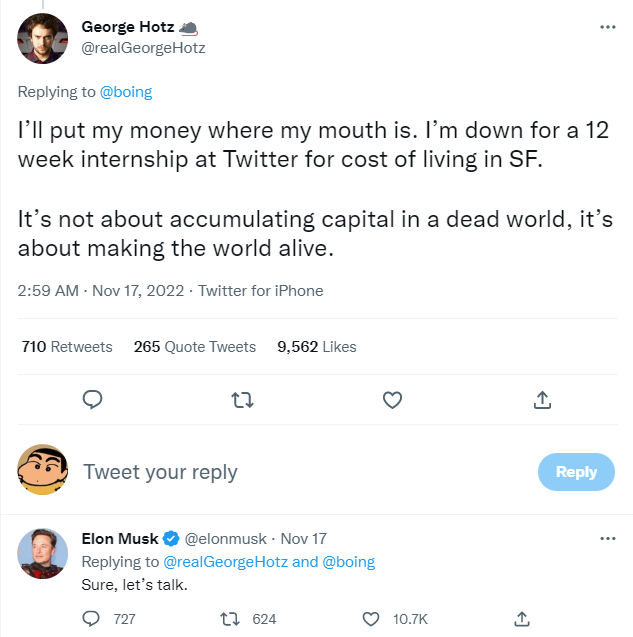 George Hotz
@realGeorgeHotz
Replying to @boing
I’ll put my money where my mouth is. I’m down for a 12
week internship at Twitter for cost of living in SF.
It’s not about accumulating capital in a dead world, it’s
about making the world alive.
2:59 AM · Nov 17, 2022 · Twitter for iPhone
710 Retweets 265 Quote Tweets 9,562 Likes
Tweet your reply
Reply
Elon Musk @elonmusk · Nov 17
Replying to @realGeorgeHotz and @boing
Sure, let’s talk.
727 624 10.7K